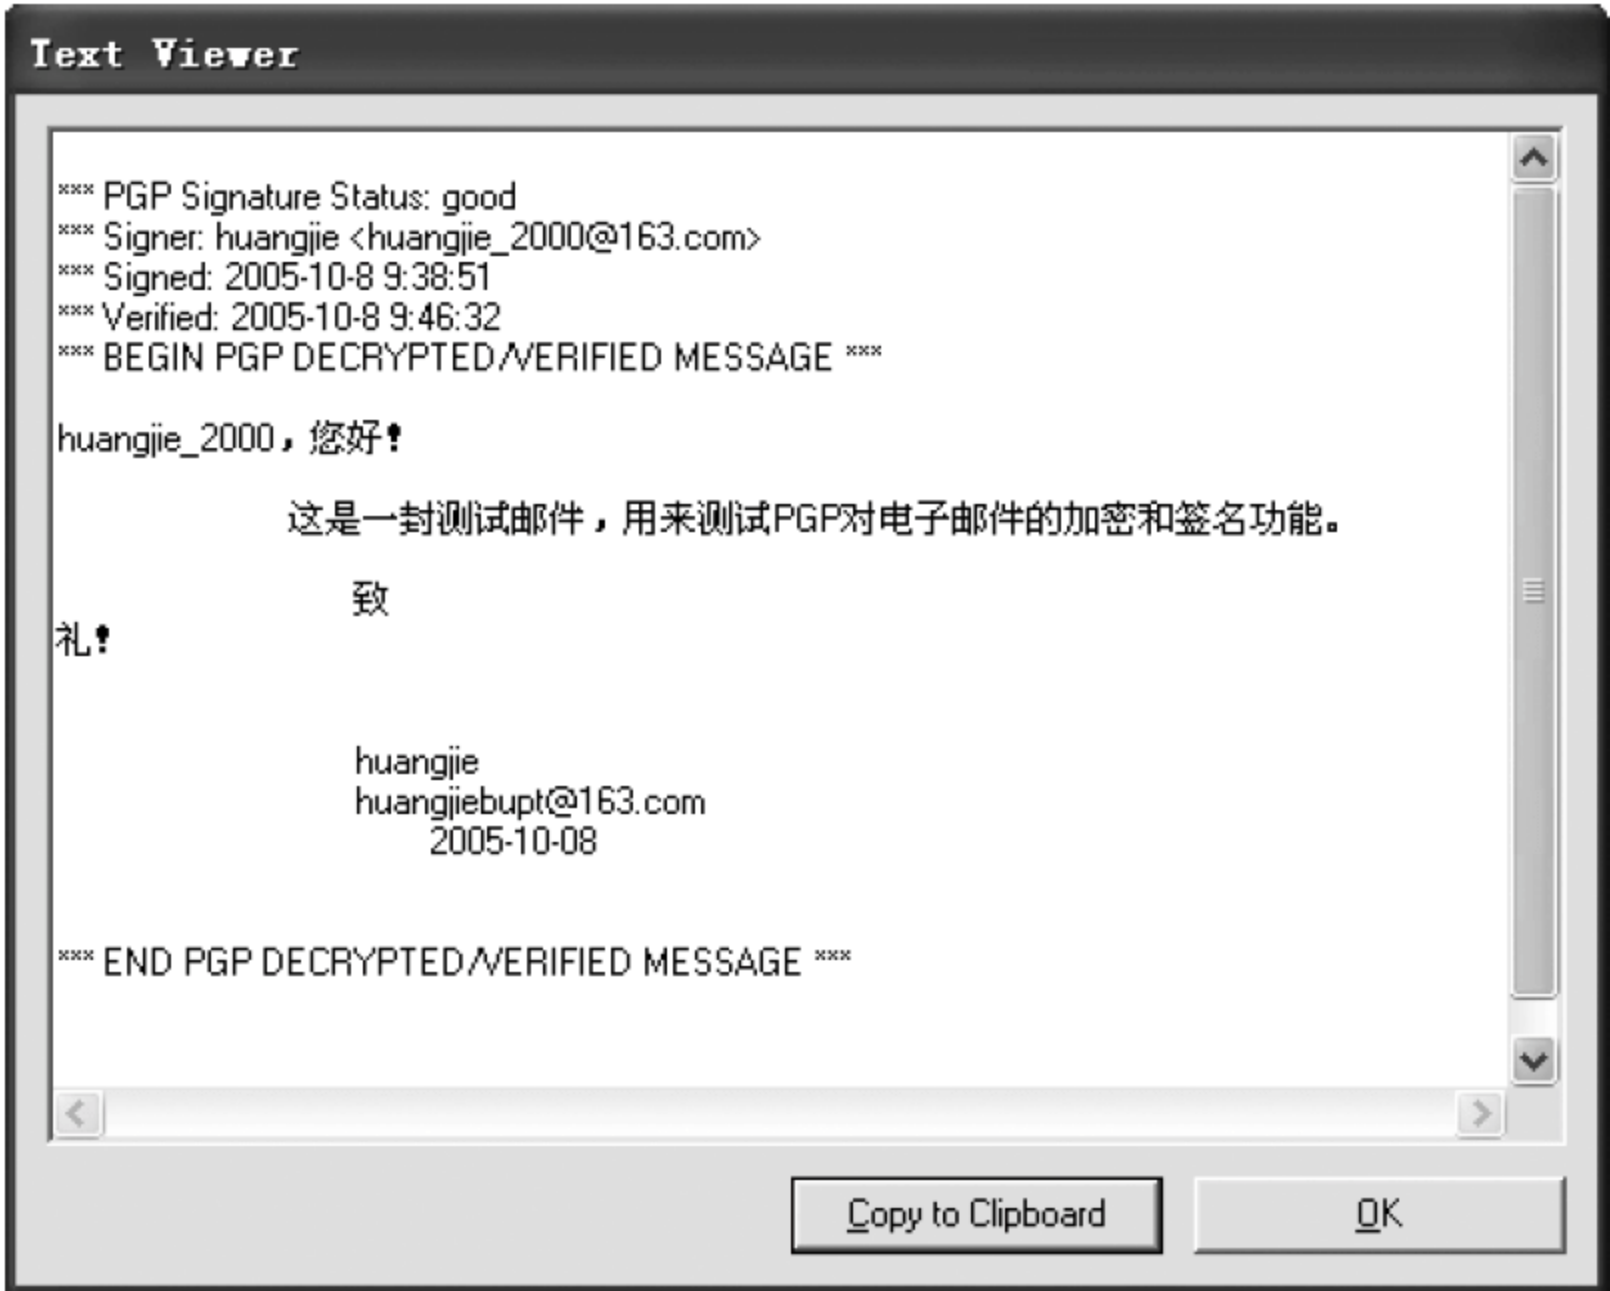 Text Viewer
*** PGP Signature Status: good
*** Signer: huangjie <huangjie_2000@163.com>
*** Signed: 2005-10-8 9:38:51
*** Verified: 2005-10-8 9:46:32
*** BEGIN PGP DECRYPTED/VERIFIED MESSAGE ***
huangjie_2000，您好！
这是一封测试邮件，用来测试PGP对电子邮件的加密和签名功能。
致
礼！
huangjie
huangjiebupt@163.com
2005-10-08
*** END PGP DECRYPTED/VERIFIED MESSAGE ***
Copy to Clipboard
OK